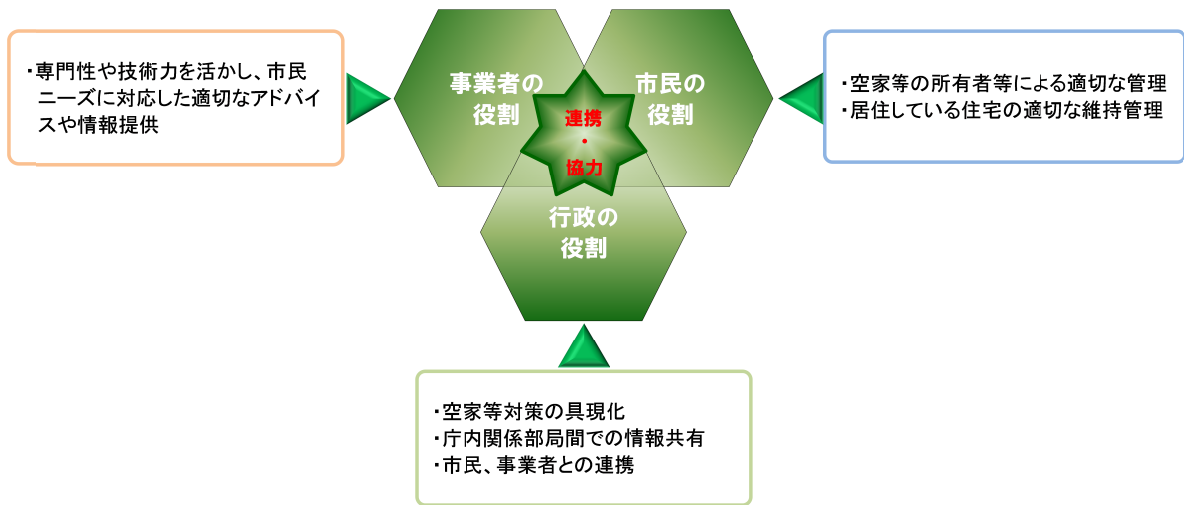 ・専門性や技術力を活かし、市民
ニーズに対応した適切なアドバイ
スや情報提供
事業者の
役割
市民の
役割
連携
・
協力
行政の
役割
・空家等の所有者等による適切な管理
・居住している住宅の適切な維持管理
・空家等対策の具現化
・庁内関係部局間での情報共有
・市民、事業者との連携